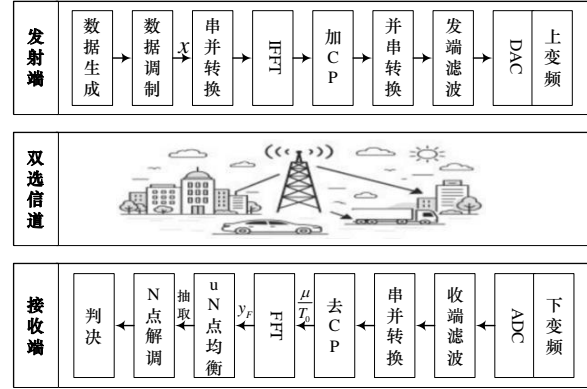 发射端
数据生成
数据调制
x
串并转换
IFFT
加CP
并串转换
发端滤波
DAC
上变频
双选信道
接收端
判决
N点解调
抽取
uN点均衡
y_F
FFT
μ/T_0
去CP
串并转换
收端滤波
ADC
下变频